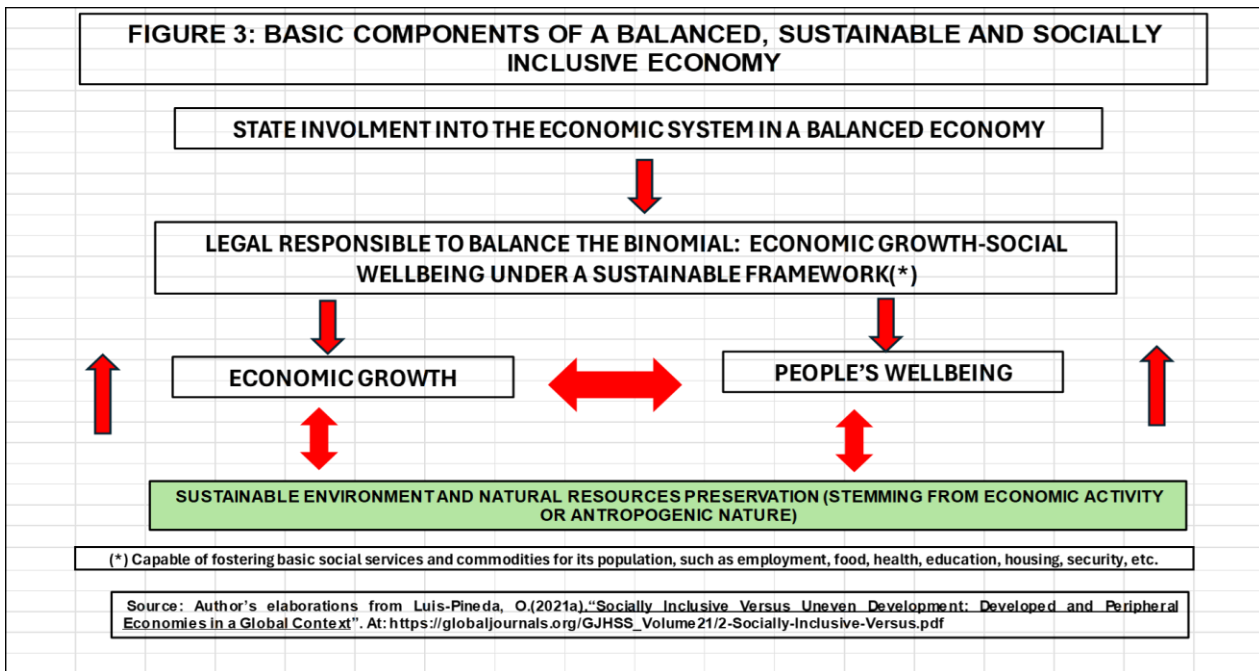 FIGURE 3: BASIC COMPONENTS OF A BALANCED, SUSTAINABLE AND SOCIALLY
INCLUSIVE ECONOMY
STATE INVOLMENT INTO THE ECONOMIC SYSTEM IN A BALANCED ECONOMY
LEGAL RESPONSIBLE TO BALANCE THE BINOMIAL: ECONOMIC GROWTH-SOCIAL
WELLBEING UNDER A SUSTAINABLE FRAMEWORK(*)
ECONOMIC GROWTH
PEOPLE’S WELLBEING
SUSTAINABLE ENVIRONMENT AND NATURAL RESOURCES PRESERVATION (STEMMING FROM ECONOMIC ACTIVITY
OR ANTROPOGENIC NATURE)
(*) Capable of fostering basic social services and commodities for its population, such as employment, food, health, education, housing, security, etc.
Source: Author’s elaborations from Luis-Pineda, O.(2021a).“Socially Inclusive Versus Uneven Development: Developed and Peripheral
Economies in a Global Context”. At: https://globaljournals.org/GJHSS_Volume21/2-Socially-Inclusive-Versus.pdf